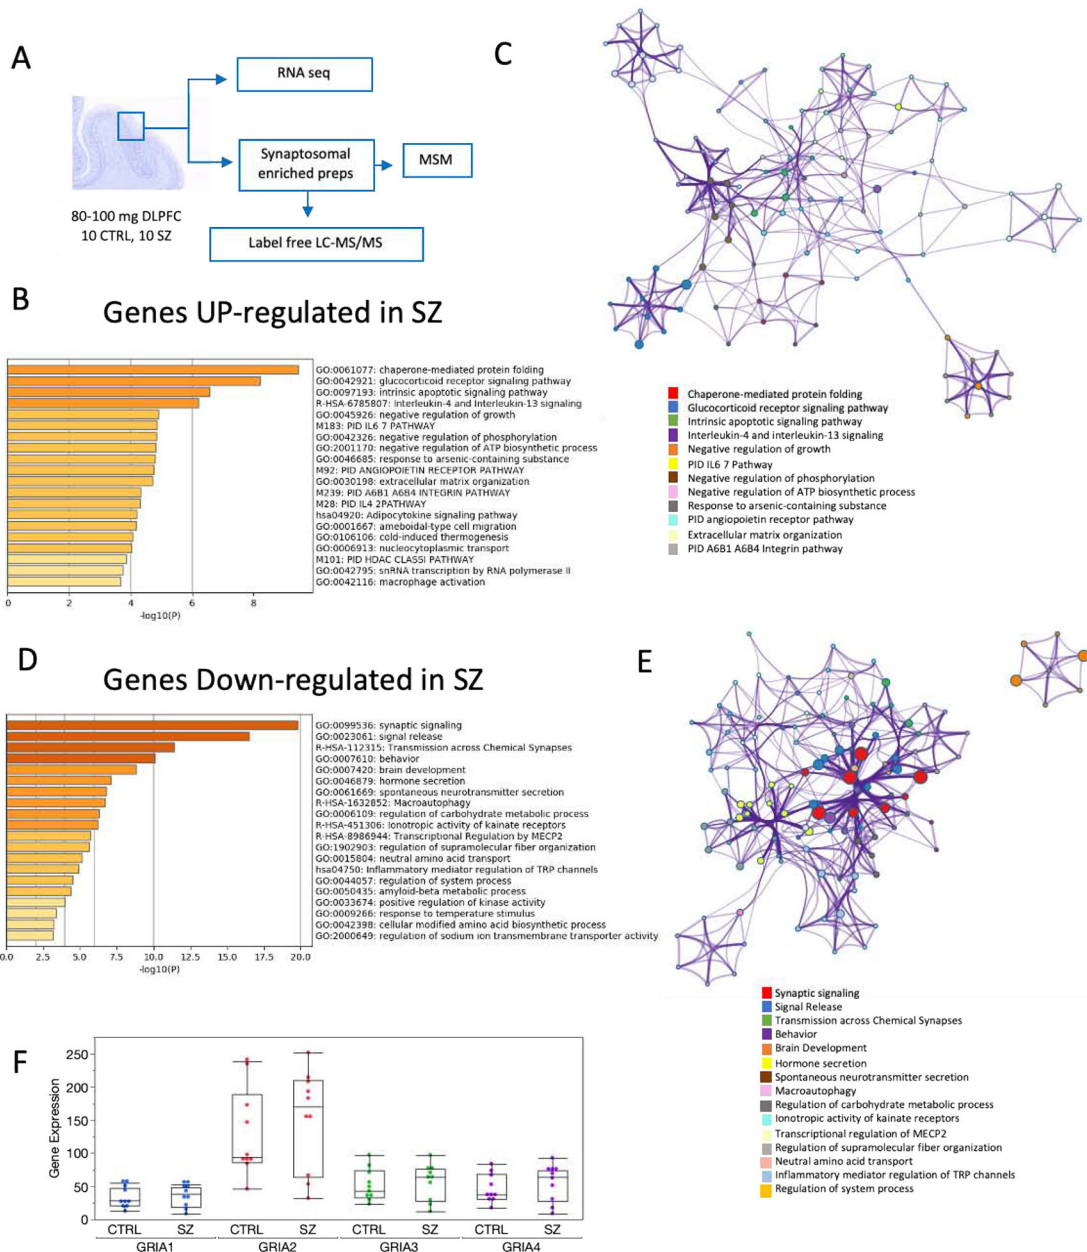 A
RNA seq
Synaptosomal
enriched preps
MSM
80-100 mg DLPFC
10 CTRL, 10 SZ
Label free LC-MS/MS
B
Genes UP-regulated in SZ
GO:0061077: chaperone-mediated protein folding
GO:0042921: glucocorticoid receptor signaling pathway
GO:0097193: intrinsic apoptotic signaling pathway
R-HSA-6785807: Interleukin-4 and Interleukin-13 signaling
GO:0045926: negative regulation of growth
M183: PID IL6 7 PATHWAY
GO:0042326: negative regulation of phosphorylation
GO:2001170: negative regulation of ATP biosynthetic process
GO:0046685: response to arsenic-containing substance
M92: PID ANGIOPOIETIN RECEPTOR PATHWAY
GO:0030198: extracellular matrix organization
M239: PID A6B1 A6B4 INTEGRIN PATHWAY
M28: PID IL4 2PATHWAY
hsa04920: Adipocytokine signaling pathway
GO:0001667: ameboidal-type cell migration
GO:0106106: cold-induced thermogenesis
GO:0006913: nucleocytoplasmic transport
M101: PID HDAC CLASSI PATHWAY
GO:0042795: snRNA transcription by RNA polymerase II
GO:0042116: macrophage activation
0 2 4 6 8
-log10(P)
C
Chaperone-mediated protein folding
Glucocorticoid receptor signaling pathway
Intrinsic apoptotic signaling pathway
Interleukin-4 and interleukin-13 signaling
Negative regulation of growth
PID IL6 7 Pathway
Negative regulation of phosphorylation
Negative regulation of ATP biosynthetic process
Response to arsenic-containing substance
PID angiopoietin receptor pathway
Extracellular matrix organization
PID A6B1 A6B4 Integrin pathway
D
Genes Down-regulated in SZ
GO:0099536: synaptic signaling
GO:0023061: signal release
R-HSA-112315: Transmission across Chemical Synapses
GO:0007610: behavior
GO:0007420: brain development
GO:0046879: hormone secretion
GO:0061669: spontaneous neurotransmitter secretion
R-HSA-1632852: Macroautophagy
GO:0006109: regulation of carbohydrate metabolic process
R-HSA-451306: Ionotropic activity of kainate receptors
R-HSA-8986944: Transcriptional Regulation by MECP2
GO:1902903: regulation of supramolecular fiber organization
GO:0015804: neutral amino acid transport
hsa04750: Inflammatory mediator regulation of TRP channels
GO:0044057: regulation of system process
GO:0050435: amyloid-beta metabolic process
GO:0033674: positive regulation of kinase activity
GO:0009266: response to temperature stimulus
GO:0042398: cellular modified amino acid biosynthetic process
GO:2000649: regulation of sodium ion transmembrane transporter activity
0.0 2.5 5.0 7.5 10.0 12.5 15.0 17.5 20.0
-log10(P)
E
Synaptic signaling
Signal Release
Transmission across Chemical Synapses
Behavior
Brain Development
Hormone secretion
Spontaneous neurotransmitter secretion
Macroautophagy
Regulation of carbohydrate metabolic process
Ionotropic activity of kainate receptors
Transcriptional regulation of MECP2
Regulation of supramolecular fiber organization
Neutral amino acid transport
Inflammatory mediator regulation of TRP channels
Regulation of system process
F
Gene Expression
250
200
150
100
50
0
CTRL SZ CTRL SZ CTRL SZ CTRL SZ
GRIA1 GRIA2 GRIA3 GRIA4